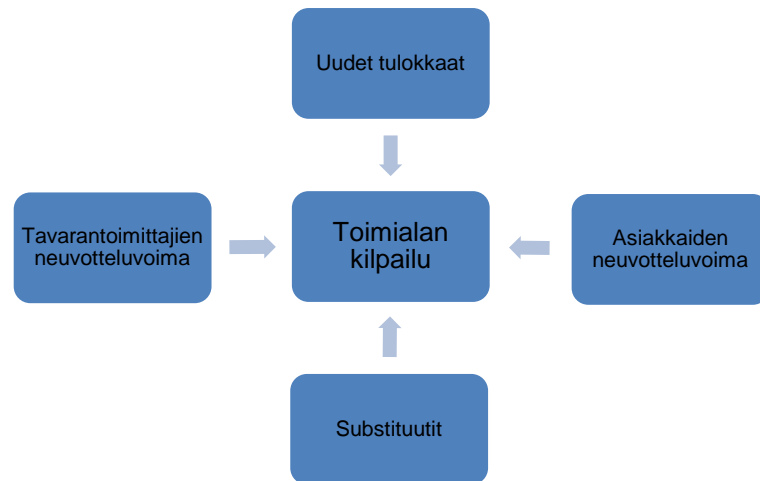 Uudet tulokkaat
Tavarantoimittajien
neuvotteluvoima
Toimialan
kilpailu
Asiakkaiden
neuvotteluvoima
Substituutit